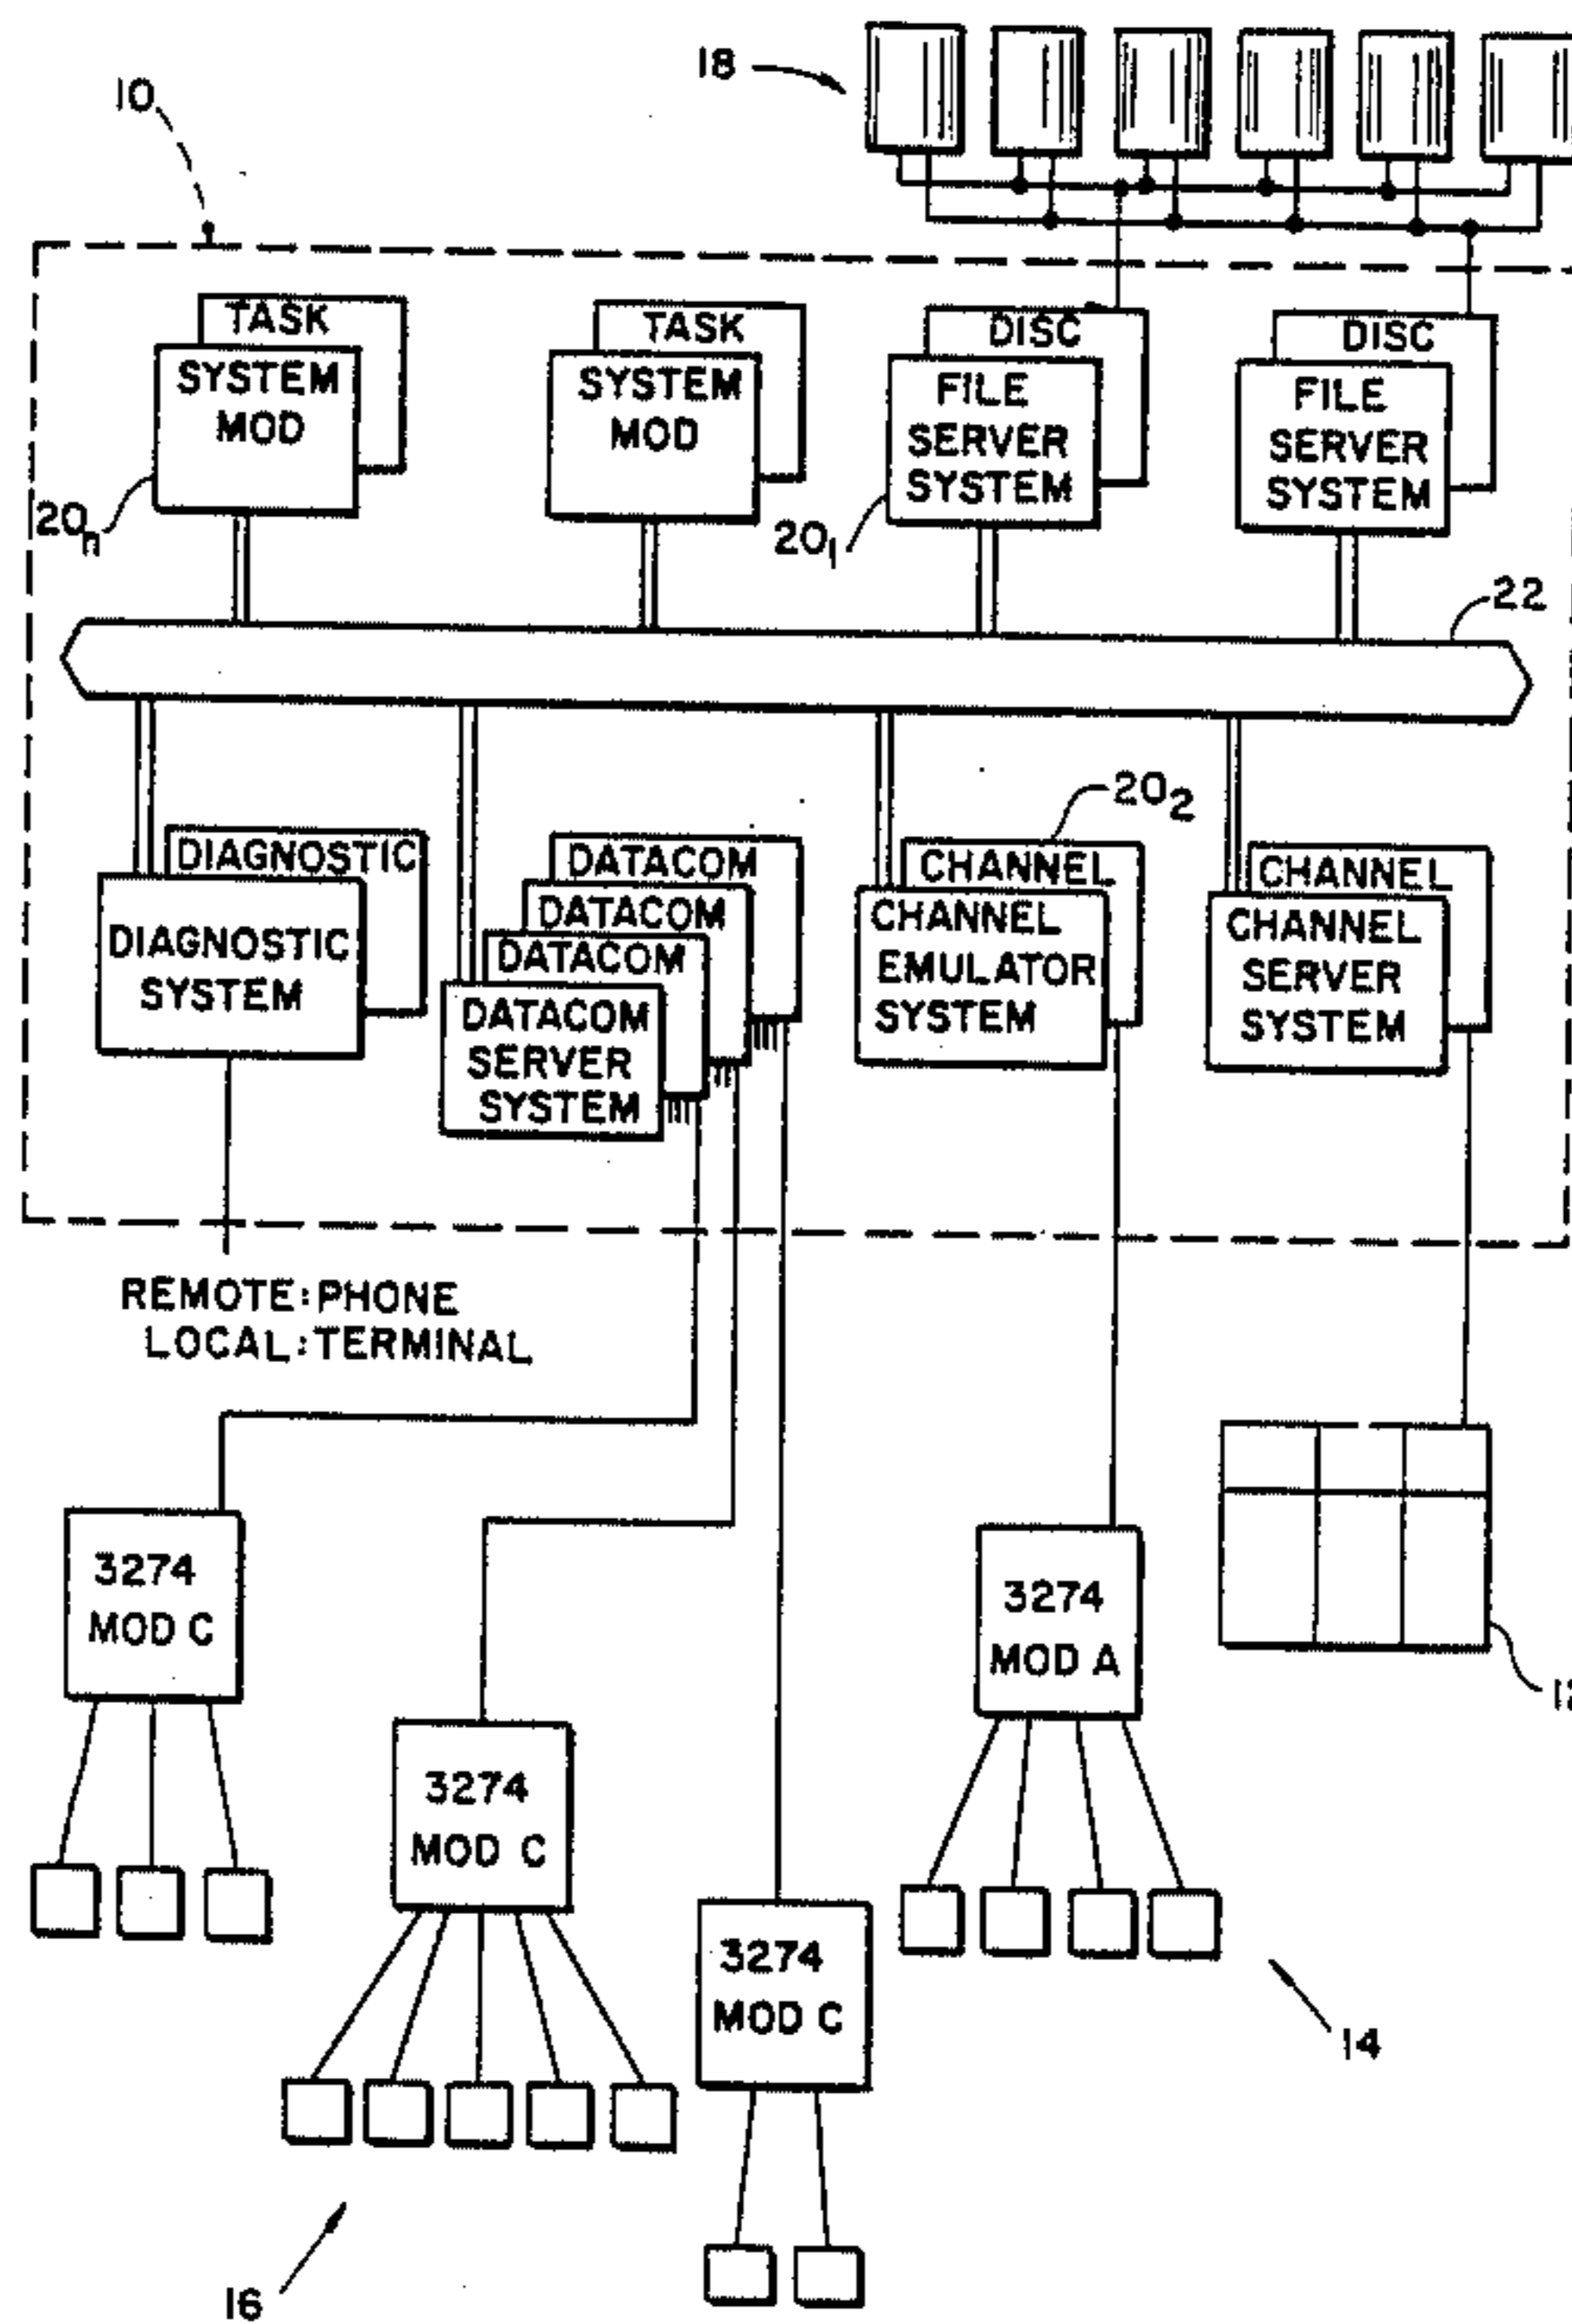 18
10
TASK
SYSTEM
MOD
20n
TASK
SYSTEM
MOD
DISC
FILE
SERVER
SYSTEM
201
DISC
FILE
SERVER
SYSTEM
22
DIAGNOSTIC
DIAGNOSTIC
SYSTEM
DATACOM
DATACOM
DATACOM
DATACOM
SERVER
SYSTEM
202
CHANNEL
CHANNEL
EMULATOR
SYSTEM
CHANNEL
CHANNEL
SERVER
SYSTEM
REMOTE:PHONE
LOCAL:TERMINAL
3274
MOD C
3274
MOD C
3274
MOD C
3274
MOD A
14
16